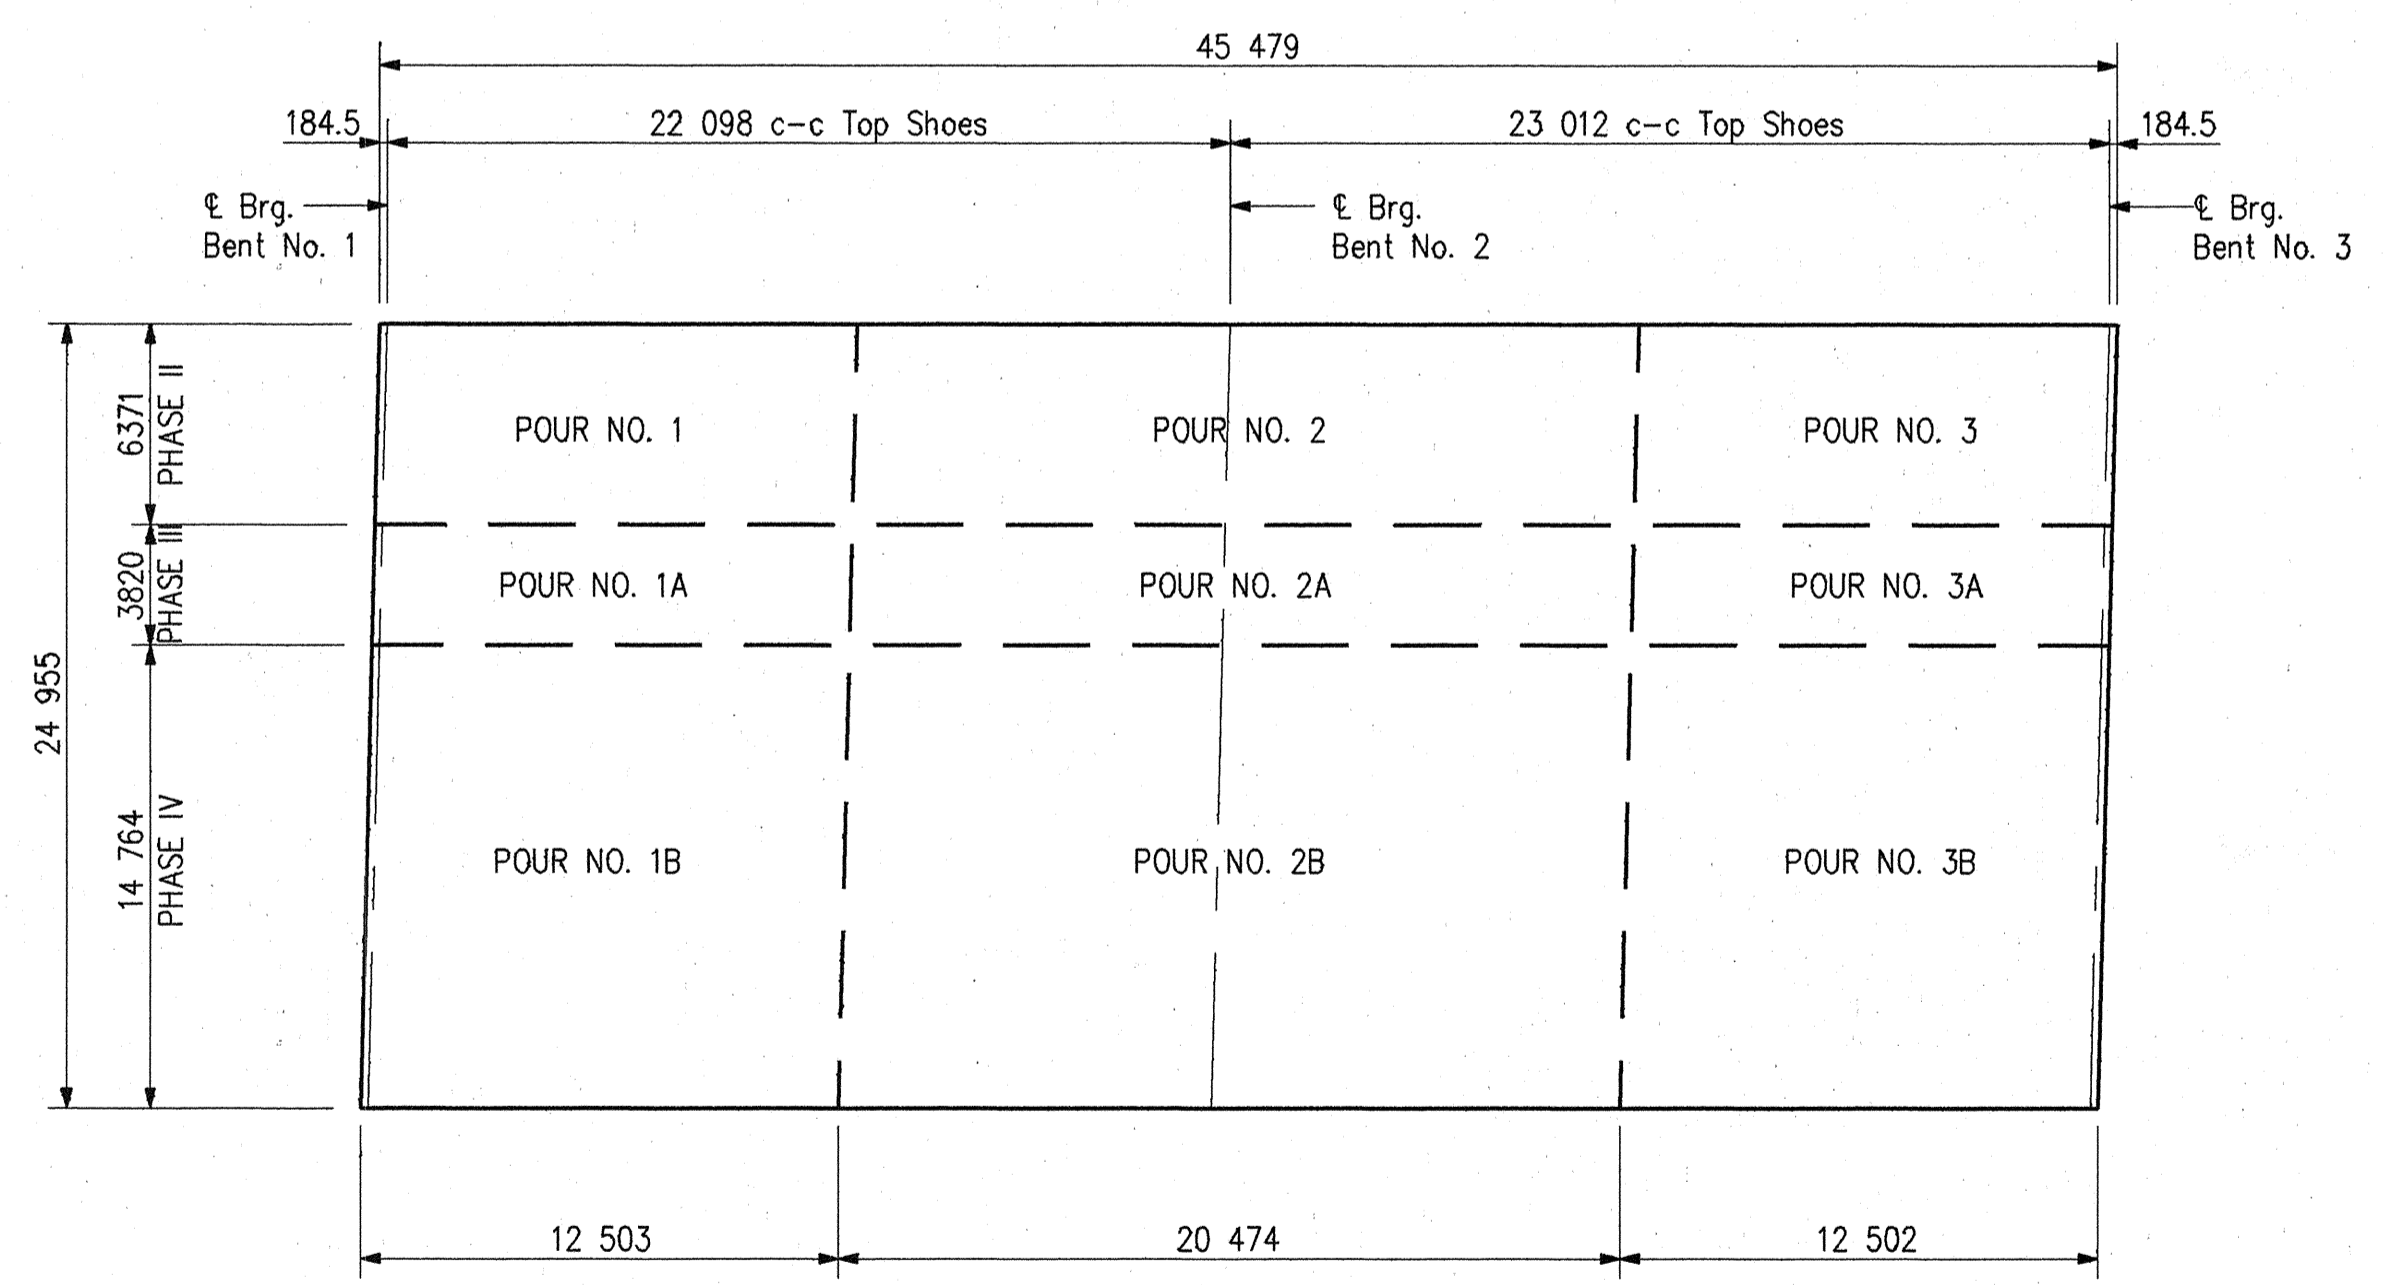 45 479
184.5
22 098 c-c Top Shoes
23 012 c-c Top Shoes
184.5
℄ Brg.
Bent No. 1
℄ Brg.
Bent No. 2
℄ Brg.
Bent No. 3
24 955
6371
PHASE II
3820
PHASE III
14 764
PHASE IV
POUR NO. 1
POUR NO. 2
POUR NO. 3
POUR NO. 1A
POUR NO. 2A
POUR NO. 3A
POUR NO. 1B
POUR NO. 2B
POUR NO. 3B
12 503
20 474
12 502